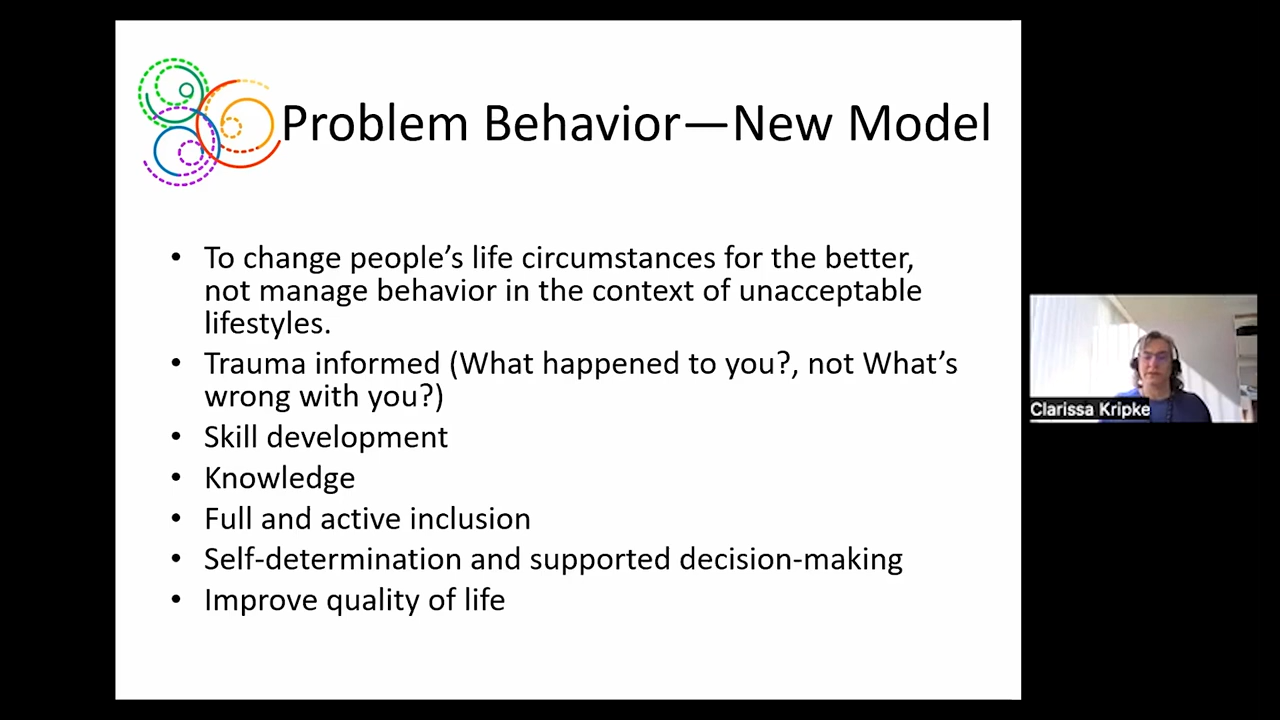 Problem Behavior—New Model
• To change people’s life circumstances for the better,
not manage behavior in the context of unacceptable
lifestyles.
• Trauma informed (What happened to you?, not What’s
wrong with you?)
• Skill development
• Knowledge
• Full and active inclusion
• Self-determination and supported decision-making
• Improve quality of life
Clarissa Kripke